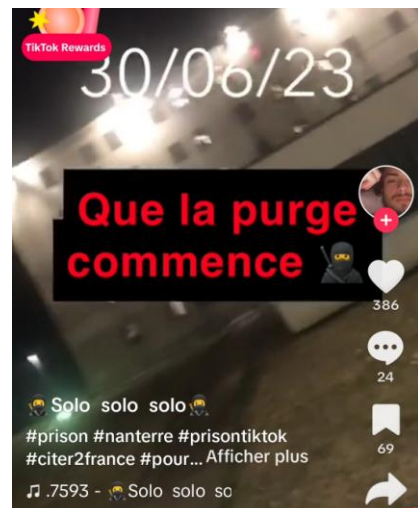 TikTok Rewards
30/06/23
Que la purge
commence 🥷
386
24
69
🥷Solo solo solo🥷
#prison #nanterre #prisontiktok
#citer2france #pour... Afficher plus
♫ .7593 - 🥷Solo solo so